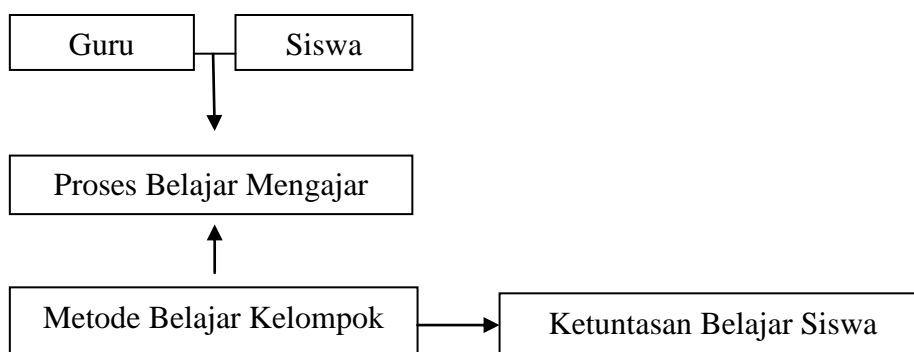 Guru
Siswa
Proses Belajar Mengajar
Metode Belajar Kelompok
Ketuntasan Belajar Siswa